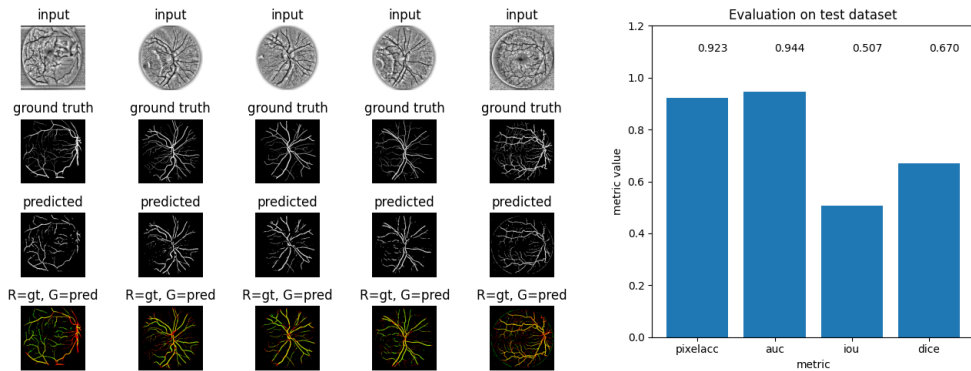 input input input input input
ground truth ground truth ground truth ground truth ground truth
predicted predicted predicted predicted predicted
R=gt, G=pred R=gt, G=pred R=gt, G=pred R=gt, G=pred R=gt, G=pred
Evaluation on test dataset
1.2
0.923 0.944 0.507 0.670
1.0
0.8
0.6
0.4
0.2
0.0
metric value
pixelacc auc iou dice
metric